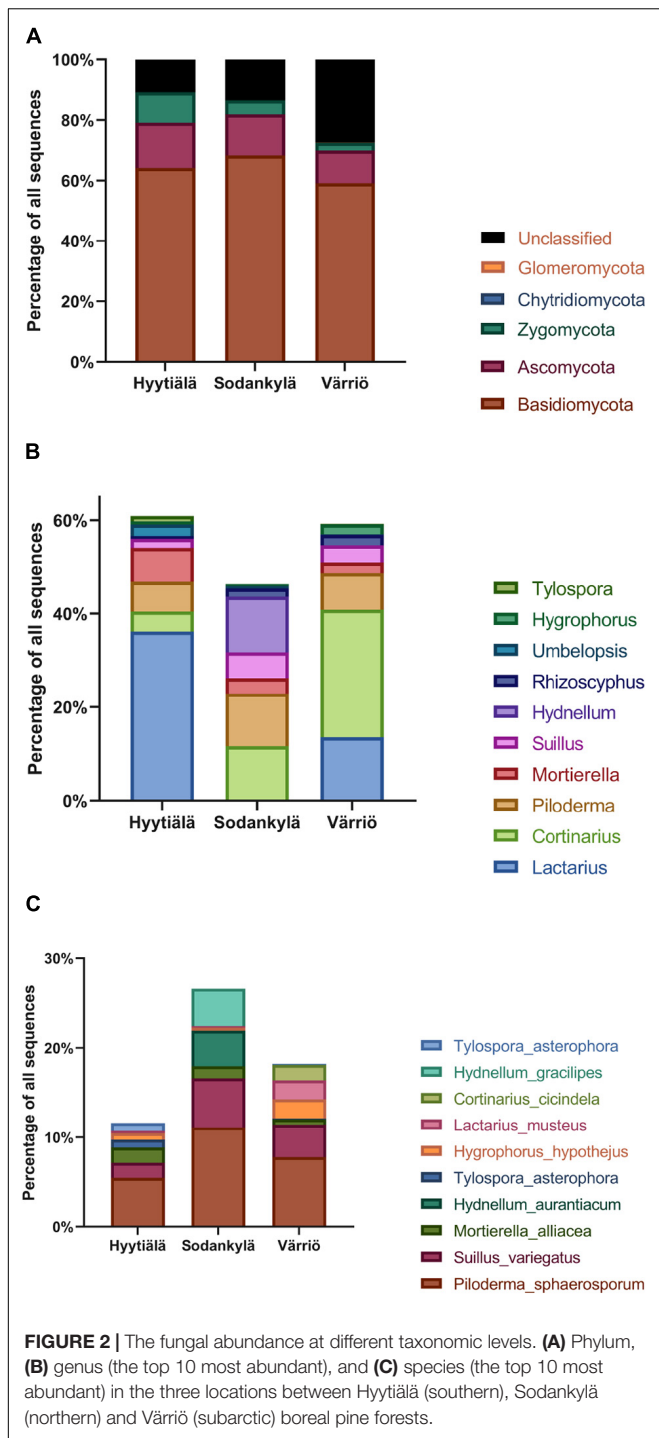 A
Percentage of all sequences
100%
80%
60%
40%
20%
0%
Hyytiälä Sodankylä Värriö
Unclassified
Glomeromycota
Chytridiomycota
Zygomycota
Ascomycota
Basidiomycota
B
Percentage of all sequences
60%
40%
20%
0%
Hyytiälä Sodankylä Värriö
Tylospora
Hygrophorus
Umbelopsis
Rhizoscyphus
Hydnellum
Suillus
Mortierella
Piloderma
Cortinarius
Lactarius
C
Percentage of all sequences
30%
20%
10%
0%
Hyytiälä Sodankylä Värriö
Tylospora_asterophora
Hydnellum_gracilipes
Cortinarius_cicindela
Lactarius_musteus
Hygrophorus_hypothejus
Tylospora_asterophora
Hydnellum_aurantiacum
Mortierella_alliacea
Suillus_variegatus
Piloderma_sphaerosporum
FIGURE 2 | The fungal abundance at different taxonomic levels. (A) Phylum,
(B) genus (the top 10 most abundant), and (C) species (the top 10 most
abundant) in the three locations between Hyytiälä (southern), Sodankylä
(northern) and Värriö (subarctic) boreal pine forests.